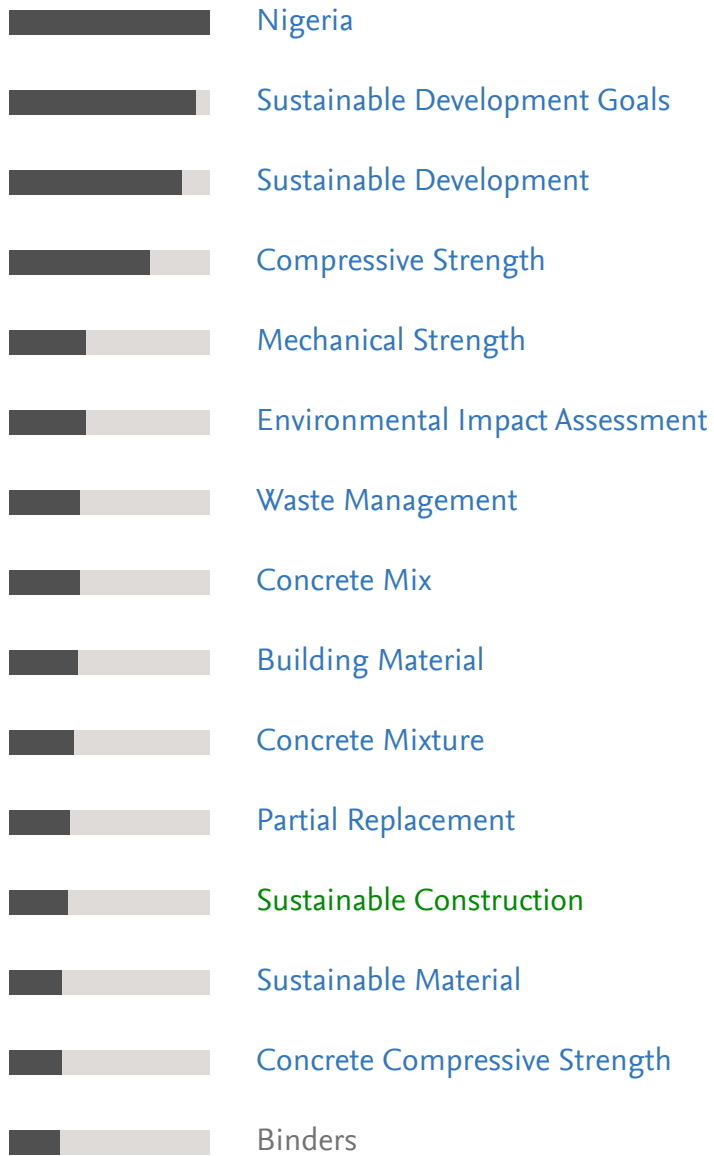 Nigeria
Sustainable Development Goals
Sustainable Development
Compressive Strength
Mechanical Strength
Environmental Impact Assessment
Waste Management
Concrete Mix
Building Material
Concrete Mixture
Partial Replacement
Sustainable Construction
Sustainable Material
Concrete Compressive Strength
Binders